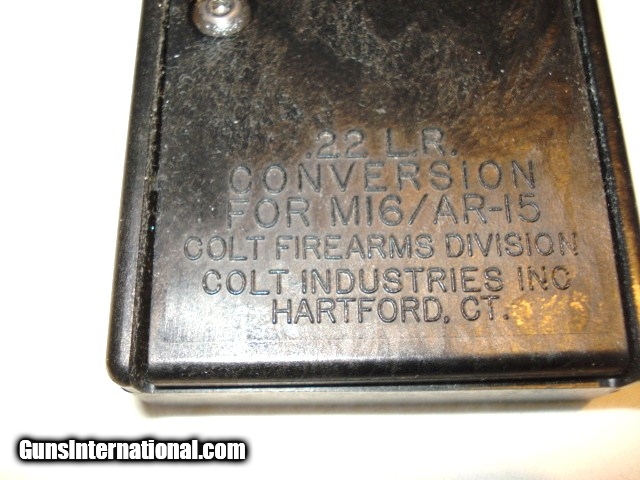 .22 L.R.
CONVERSION
FOR M16/AR-15
COLT FIREARMS DIVISION
COLT INDUSTRIES INC
HARTFORD, CT.
GunsInternational.com